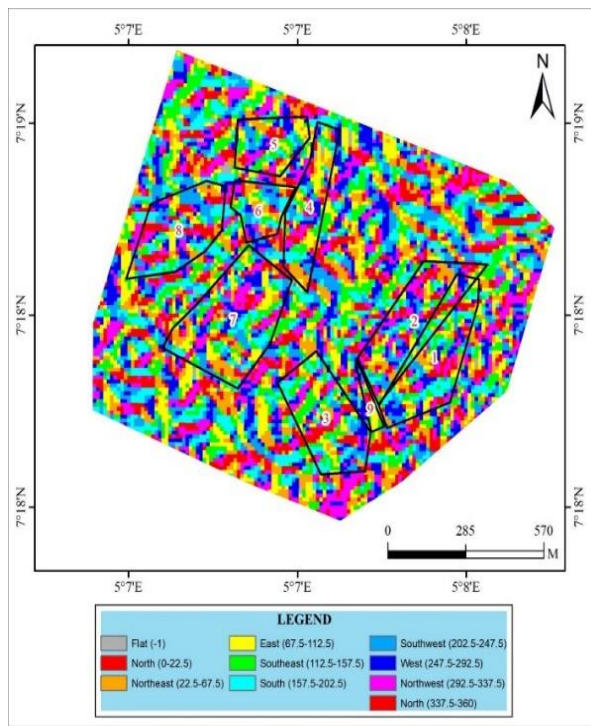 5°7'E 5°7'E 5°8'E
N
7°19'N 7°19'N
5
6
4
8
2
7°18'N 7°18'N
7
1
9
3
7°18'N 7°18'N
0 285 570
M
5°7'E 5°7'E 5°8'E
LEGEND
Flat (-1) East (67.5-112.5) Southwest (202.5-247.5)
North (0-22.5) Southeast (112.5-157.5) West (247.5-292.5)
Northeast (22.5-67.5) South (157.5-202.5) Northwest (292.5-337.5)
North (337.5-360)